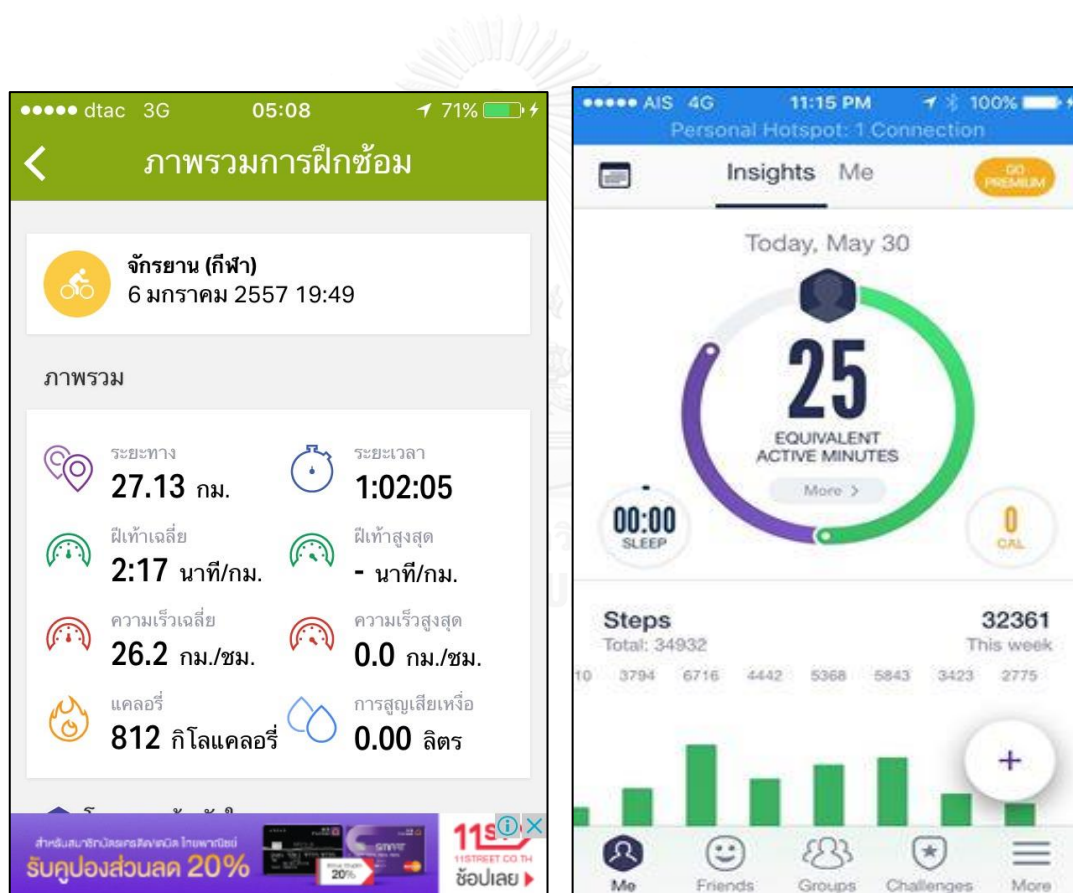 dtac 3G 05:08 71%
ภาพรวมการฝึกซ้อม
จักรยาน (กีฬา)
6 มกราคม 2557 19:49
ภาพรวม
ระยะทาง
27.13 กม.
ระยะเวลา
1:02:05
ฝีเท้าเฉลี่ย
2:17 นาที/กม.
ฝีเท้าสูงสุด
- นาที/กม.
ความเร็วเฉลี่ย
26.2 กม./ชม.
ความเร็วสูงสุด
0.0 กม./ชม.
แคลอรี่
812 กิโลแคลอรี่
การสูญเสียเหงื่อ
0.00 ลิตร
รับคูปองส่วนลด 20%
20%
11STREET.CO.TH
ช้อปเลย
AIS 4G 11:15 PM 100%
Personal Hotspot: 1 Connection
Insights Me
GO PREMIUM
Today, May 30
25
EQUIVALENT
ACTIVE MINUTES
More >
00:00
SLEEP
0
CAL
Steps
Total: 34932
32361
This week
10 3794 6716 4442 5368 5843 3423 2775
+
Me Friends Groups Challenges More